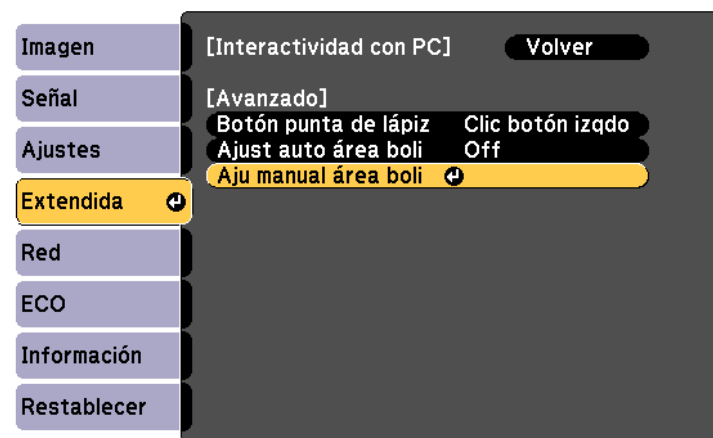 Imagen
Señal
Ajustes
Extendida
Red
ECO
Información
Restablecer
[Interactividad con PC] Volver
[Avanzado]
Botón punta de lápiz Clic botón izqdo
Ajust auto área boli Off
Aju manual área boli